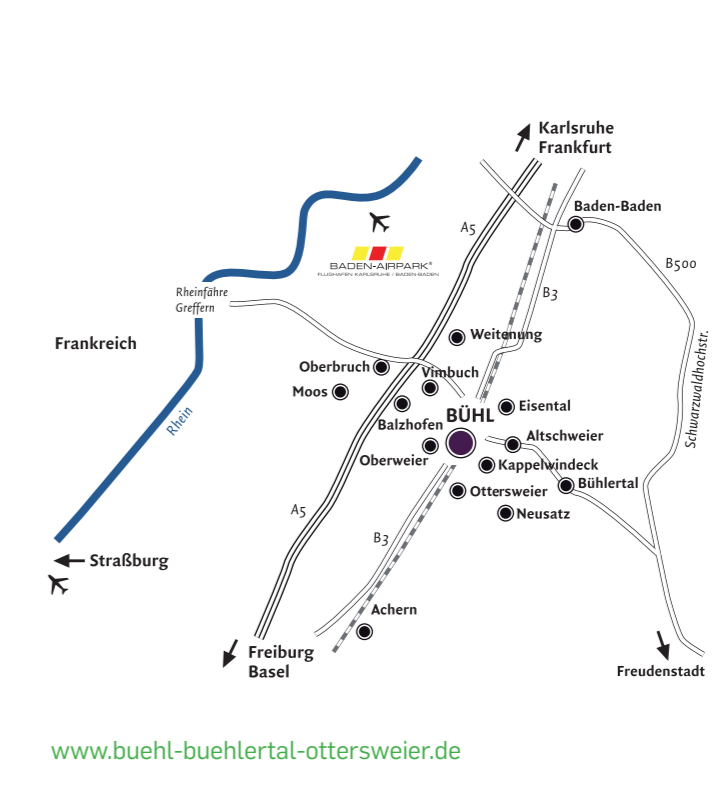 Karlsruhe
Frankfurt
Baden-Baden
A5
B500
BADEN-AIRPARK®
FLUGHAFEN KARLSRUHE / BADEN-BADEN
Rheinfähre
Greffern
B3
Weitenung
Frankreich
Schwarzwaldhochstr.
Oberbruch
Vimbuch
Moos
Eisental
BÜHL
Rhein
Balzhofen
Altschweier
Oberweier
Kappelwindeck
Bühlertal
Ottersweier
A5
Neusatz
B3
Straßburg
Achern
Freiburg
Basel
Freudenstadt
www.buehl-buehlertal-ottersweier.de